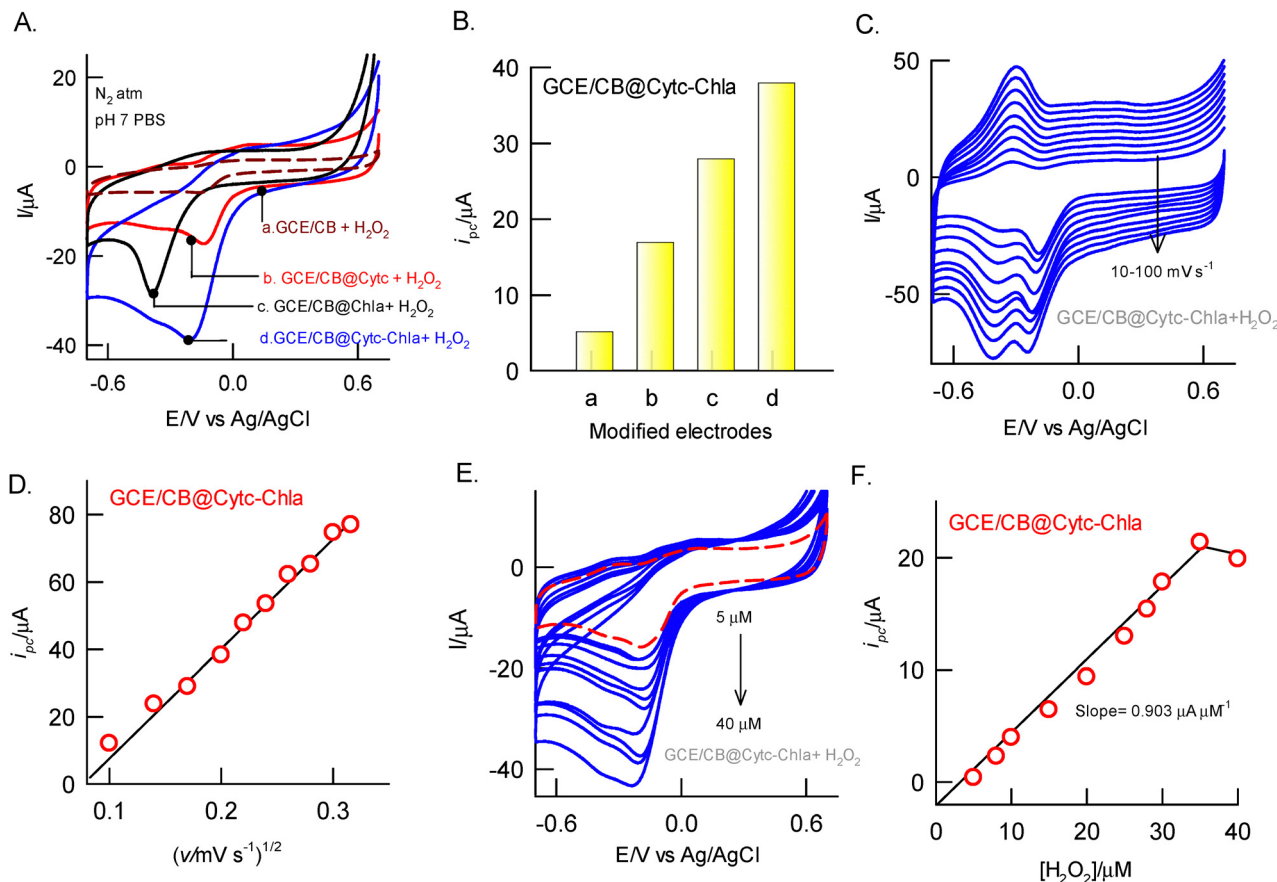 A.
N₂ atm
pH 7 PBS
a.GCE/CB + H₂O₂
b. GCE/CB@Cytc + H₂O₂
c. GCE/CB@Chla+ H₂O₂
d.GCE/CB@Cytc-Chla+ H₂O₂
I/µA
20
0
-20
-40
-0.6
0.0
0.6
E/V vs Ag/AgCl
B.
GCE/CB@Cytc-Chla
iₚc/µA
40
30
20
10
0
a
b
c
d
Modified electrodes
C.
I/µA
50
0
-50
10-100 mV s⁻¹
GCE/CB@Cytc-Chla+H₂O₂
-0.6
0.0
0.6
E/V vs Ag/AgCl
D.
GCE/CB@Cytc-Chla
iₚc/µA
80
60
40
20
0
0.1
0.2
0.3
(v/mV s⁻¹)¹/²
E.
I/µA
0
-20
-40
5 µM
40 µM
GCE/CB@Cytc-Chla+ H₂O₂
-0.6
0.0
0.6
E/V vs Ag/AgCl
F.
GCE/CB@Cytc-Chla
iₚc/µA
20
10
0
Slope= 0.903 µA µM⁻¹
0
10
20
30
40
[H₂O₂]/µM